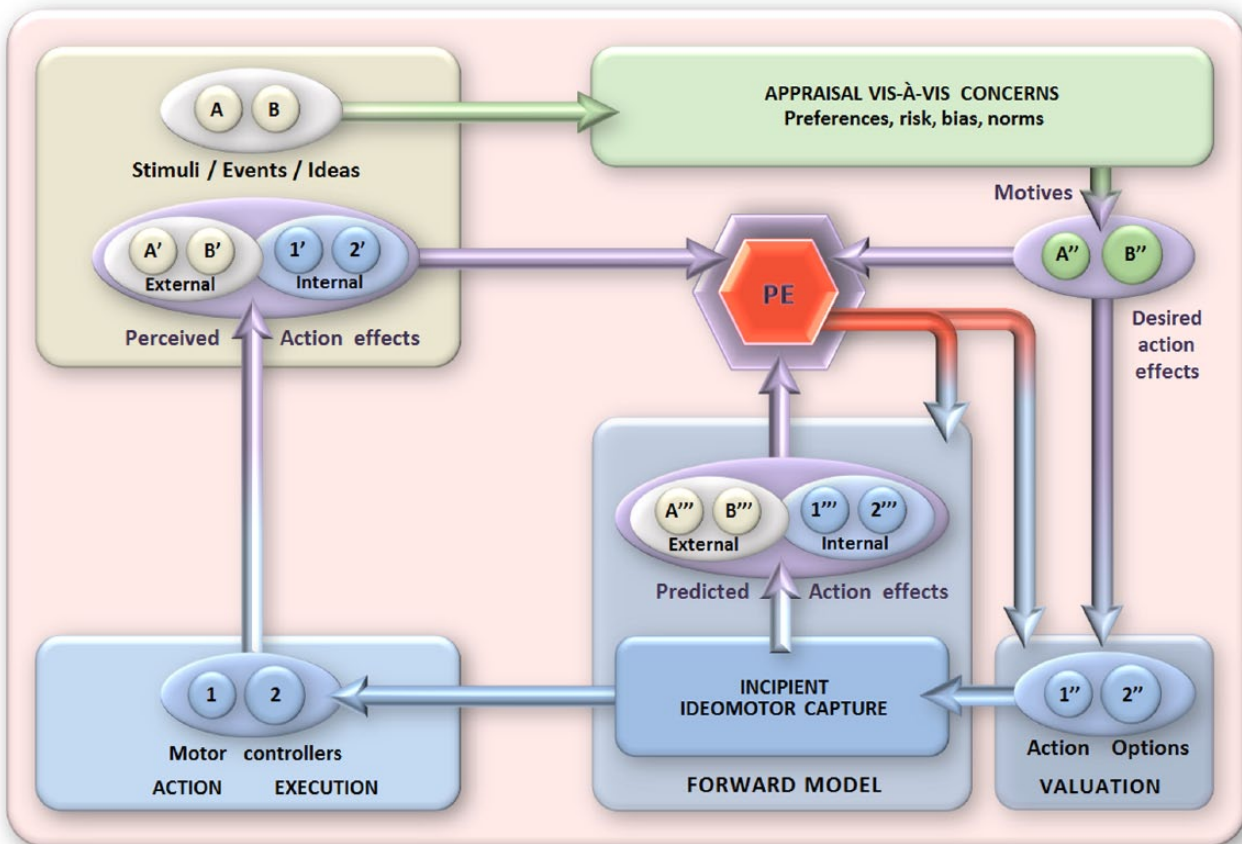 A B
Stimuli / Events / Ideas
APPRAISAL VIS-À-VIS CONCERNS
Preferences, risk, bias, norms
Motives
A' B' 1' 2'
External Internal
Perceived Action effects
PE
A'' B''
Desired
action
effects
A''' B''' 1''' 2'''
External Internal
Predicted Action effects
INCIPIENT
IDEOMOTOR CAPTURE
FORWARD MODEL
1 2
Motor controllers
ACTION EXECUTION
1'' 2''
Action Options
VALUATION